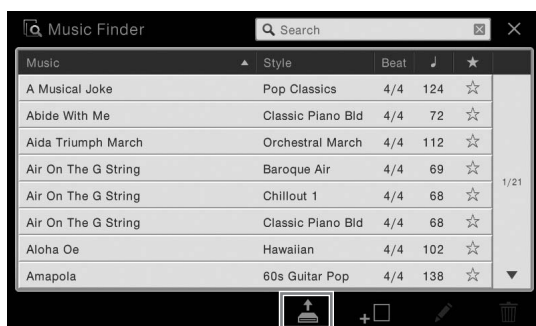 Music Finder Search
Music Style Beat ♩ ★
A Musical Joke Pop Classics 4/4 124 ☆
Abide With Me Classic Piano Bld 4/4 72 ☆
Aida Triumph March Orchestral March 4/4 112 ☆
Air On The G String Baroque Air 4/4 69 ☆
Air On The G String Chillout 1 4/4 68 ☆
Air On The G String Classic Piano Bld 4/4 68 ☆
Aloha Oe Hawaiian 4/4 102 ☆
Amapola 60s Guitar Pop 4/4 138 ☆
1/21